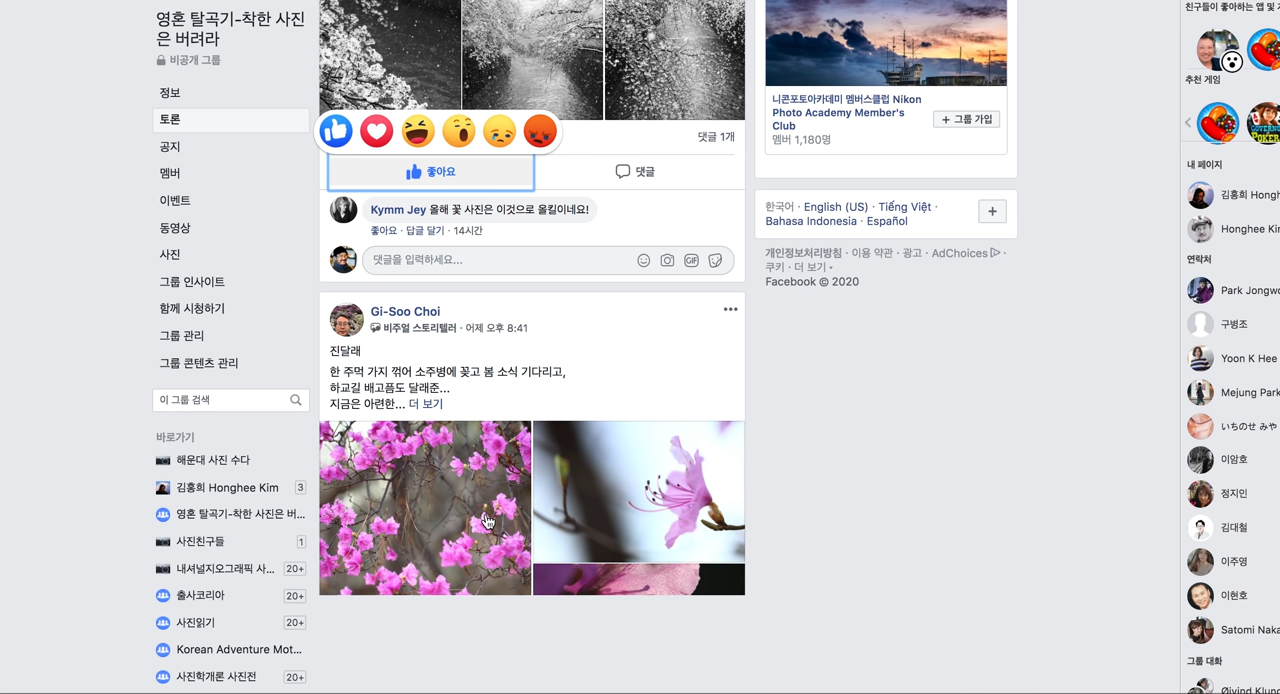 영혼 탈곡기-착한 사진
은 버려라
비공개 그룹
정보
토론
공지
멤버
이벤트
동영상
사진
그룹 인사이트
함께 시청하기
그룹 관리
그룹 콘텐츠 관리
이 그룹 검색
바로가기
해운대 사진 수다
김홍희 Honghee Kim 3
영혼 탈곡기-착한 사진은 버...
사진친구들 1
내셔널지오그래픽 사... 20+
출사코리아 20+
사진읽기 20+
Korean Adventure Mot...
사진학개론 사진전 20+
댓글 1개
좋아요
댓글
Kymm Jey 올해 꽃 사진은 이것으로 올킬이네요!
좋아요 · 답글 달기 · 14시간
댓글을 입력하세요...
GIF
Gi-Soo Choi
비주얼 스토리텔러 · 어제 오후 8:41
진달래
한 주먹 가지 꺾어 소주병에 꽂고 봄 소식 기다리고,
하교길 배고픔도 달래준...
지금은 아련한... 더 보기
니콘포토아카데미 멤버스클럽 Nikon
Photo Academy Member's
Club
멤버 1,180명
+ 그룹 가입
한국어 · English (US) · Tiếng Việt ·
Bahasa Indonesia · Español
개인정보처리방침 · 이용 약관 · 광고 · AdChoices ·
쿠키 · 더 보기
Facebook © 2020
친구들이 좋아하는 앱 및
추천 게임
내 페이지
김홍희 Hongh
Honghee Ki
연락처
Park Jongwo
구병조
Yoon K Hee
Mejung Park
いちのせ みや
이암호
정지인
김대철
이주영
이현호
Satomi Naka
그룹 대화
Øivind Klung